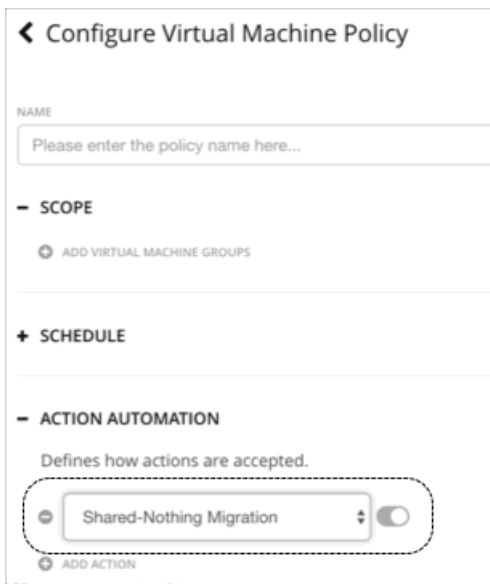 Configure Virtual Machine Policy
NAME
Please enter the policy name here...
SCOPE
ADD VIRTUAL MACHINE GROUPS
SCHEDULE
ACTION AUTOMATION
Defines how actions are accepted.
Shared-Nothing Migration
ADD ACTION